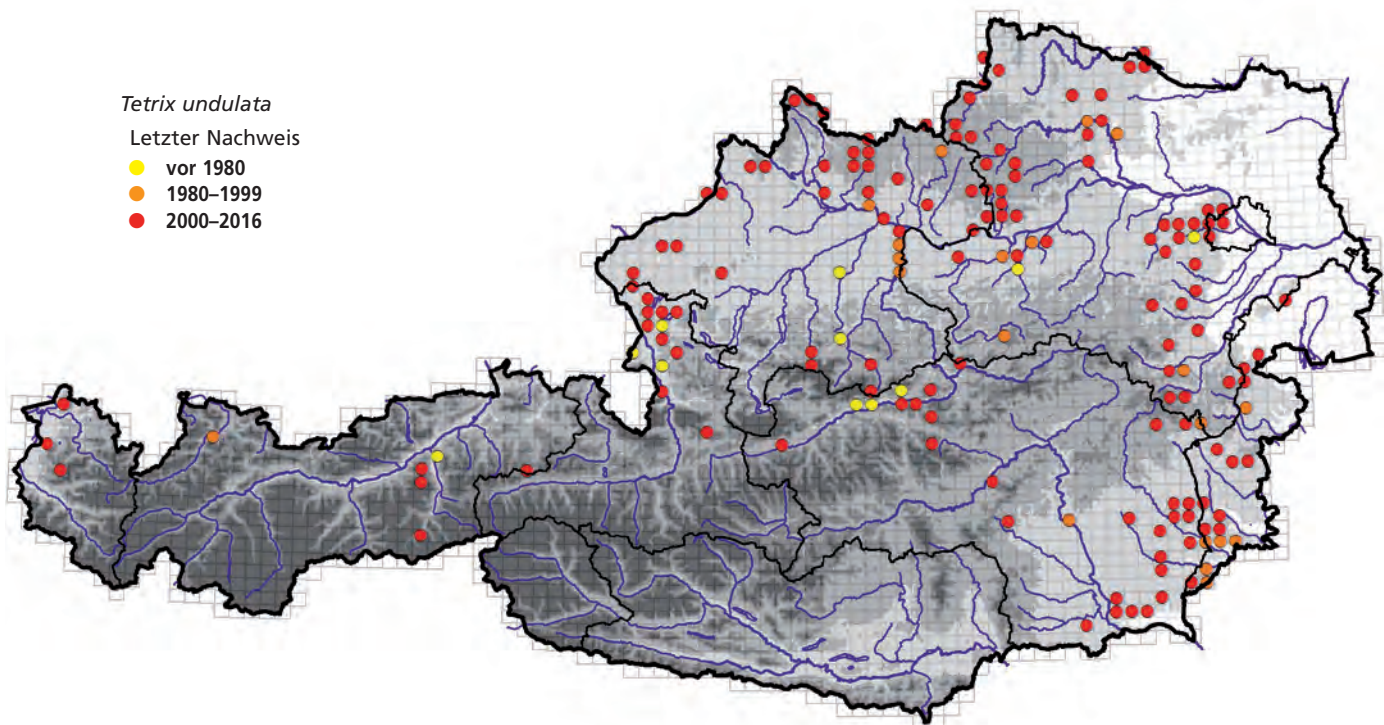 Tetrix undulata
Letzter Nachweis
vor 1980
1980–1999
2000–2016